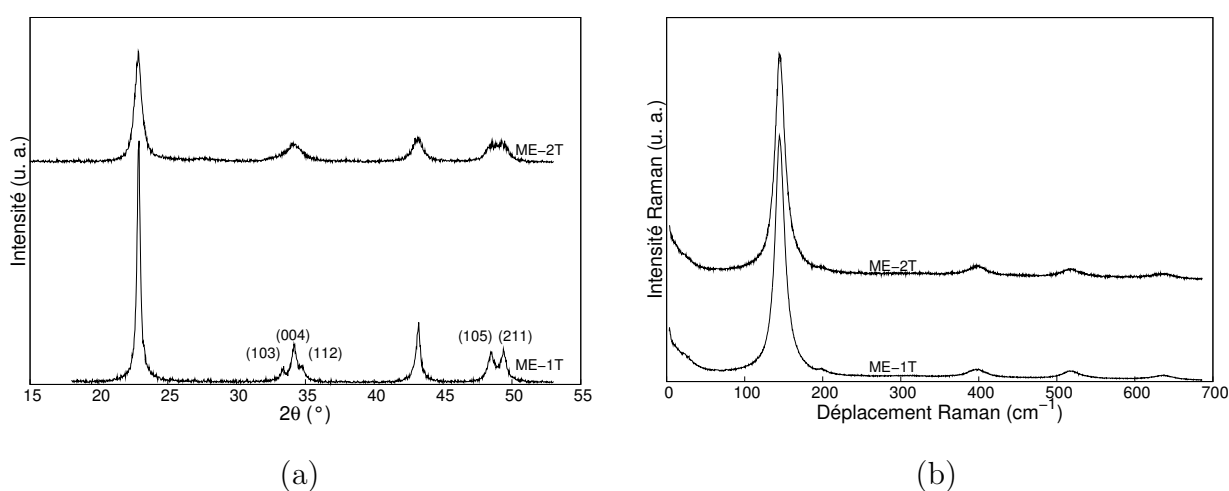 Intensité (u. a.)
ME−2T
(004)
(103)
(112)
(105)
(211)
ME−1T
15 20 25 30 35 40 45 50 55
2θ (°)
(a)
Intensité Raman (u. a.)
ME−2T
ME−1T
0 100 200 300 400 500 600 700
Déplacement Raman (cm⁻¹)
(b)